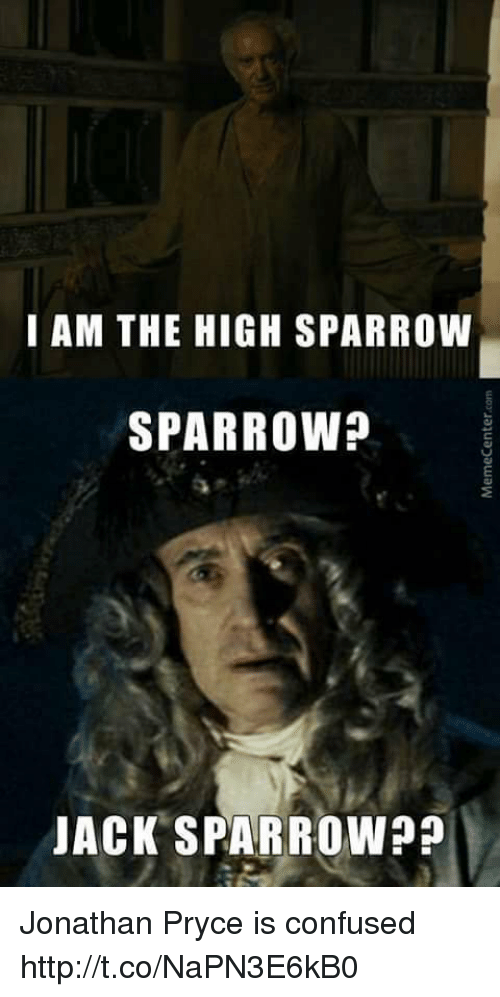 I AM THE HIGH SPARROW
SPARROW?
MemeCenter.com
JACK SPARROW??
Jonathan Pryce is confused
http://t.co/NaPN3E6kB0